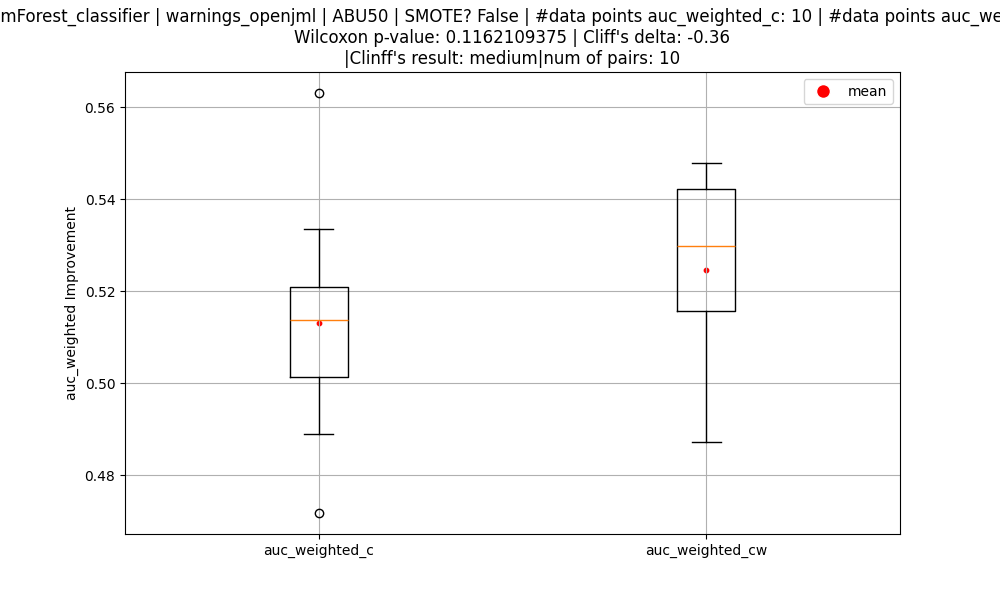 mForest_classifier | warnings_openjml | ABU50 | SMOTE? False | #data points auc_weighted_c: 10 | #data points auc_we
Wilcoxon p-value: 0.1162109375 | Cliff's delta: -0.36
|Clinff's result: medium|num of pairs: 10
mean
0.56
0.54
0.52
0.50
0.48
auc_weighted Improvement
auc_weighted_c
auc_weighted_cw